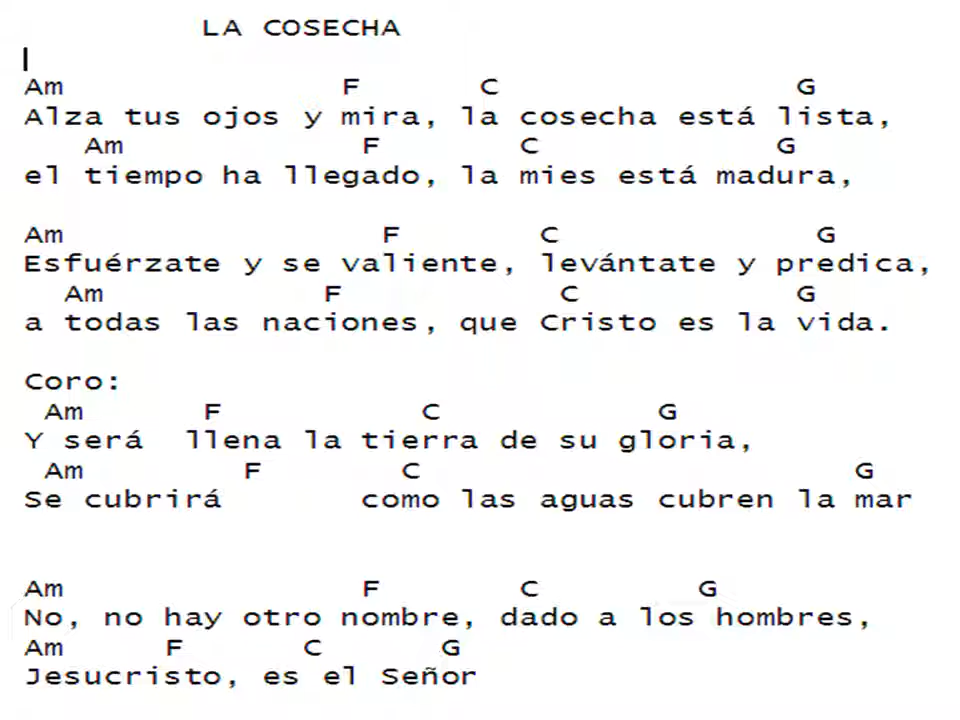 LA COSECHA
Am F C G
Alza tus ojos y mira, la cosecha está lista,
Am F C G
el tiempo ha llegado, la mies está madura,
Am F C G
Esfuérzate y se valiente, levántate y predica,
Am F C G
a todas las naciones, que Cristo es la vida.
Coro:
Am F C G
Y será llena la tierra de su gloria,
Am F C G
Se cubrirá como las aguas cubren la mar
Am F C G
No, no hay otro nombre, dado a los hombres,
Am F C G
Jesucristo, es el Señor